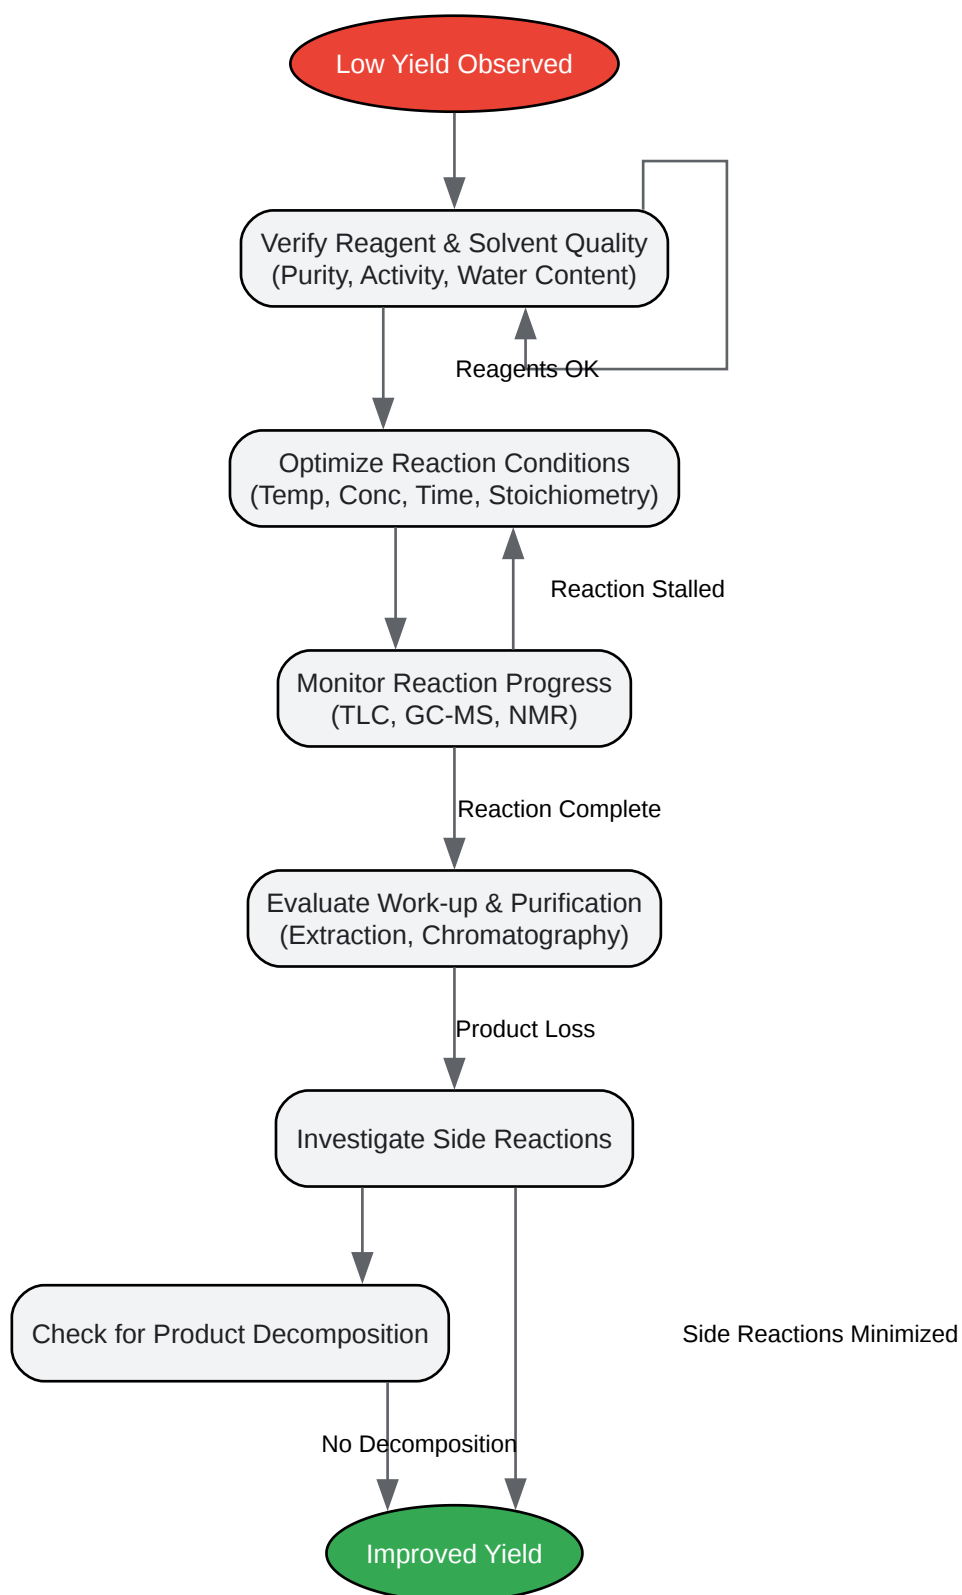 Low Yield Observed
Verify Reagent & Solvent Quality
(Purity, Activity, Water Content)
Reagents OK
Optimize Reaction Conditions
(Temp, Conc, Time, Stoichiometry)
Reaction Stalled
Monitor Reaction Progress
(TLC, GC-MS, NMR)
Reaction Complete
Evaluate Work-up & Purification
(Extraction, Chromatography)
Product Loss
Investigate Side Reactions
Check for Product Decomposition
Side Reactions Minimized
No Decomposition
Improved Yield